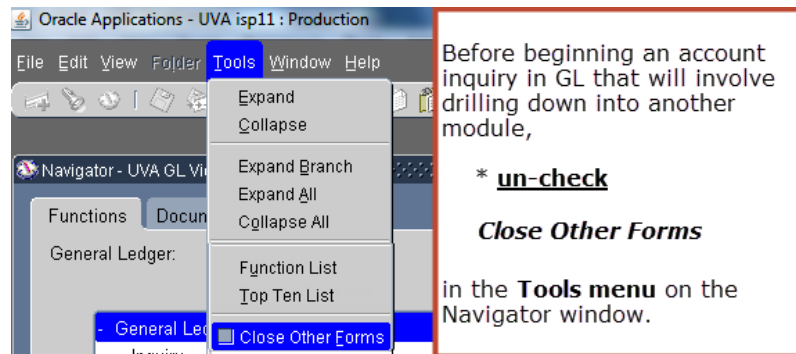 Oracle Applications - UVA isp11 : Production
File Edit View Folder Tools Window Help
Expand
Collapse
Navigator - UVA GL Vi
Expand Branch
Expand All
Collapse All
Functions Docun
General Ledger:
Function List
Top Ten List
- General Led
Close Other Forms
Before beginning an account
inquiry in GL that will involve
drilling down into another
module,
* un-check
Close Other Forms
in the Tools menu on the
Navigator window.